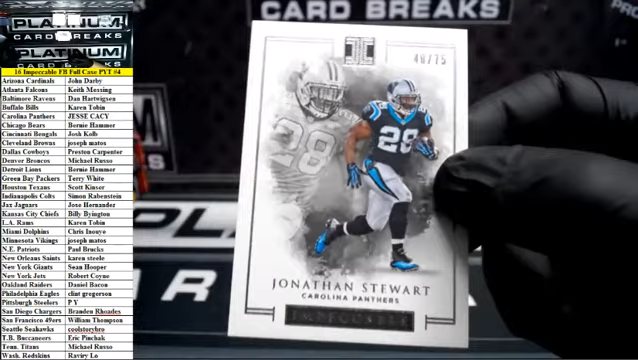 CARD BREAKS
PLATINUM
CARD BREAKS
PLATINUM
CARD BREAKS
16 Impeccable FB Full Case PYT #4
Arizona Cardinals John Darby
Atlanta Falcons Keith Messing
Baltimore Ravens Dan Hartwigsen
Buffalo Bills Karen Tobin
Carolina Panthers JESSE CACY
Chicago Bears Bernie Hammer
Cincinnati Bengals Josh Kolb
Cleveland Browns joseph matos
Dallas Cowboys Preston Carpenter
Denver Broncos Michael Russo
Detroit Lions Bernie Hammer
Green Bay Packers Terry White
Houston Texans Scott Kinser
Indianapolis Colts Simon Rabenstein
Jax Jaguars Jose Hernander
Kansas City Chiefs Billy Byington
L.A. Rams Karen Tobin
Miami Dolphins Chris Inouye
Minnesota Vikings joseph matos
N.E. Patriots Paul Brucks
New Orleans Saints karen steele
New York Giants Sean Hooper
New York Jets Robert Coyne
Oakland Raiders Daniel Bacon
Philadelphia Eagles clint gregerson
Pittsburgh Steelers P Y
San Diego Chargers Branden Rhoades
San Francisco 49ers William Thompson
Seattle Seahawks coolstorybro
T.B. Buccaneers Eric Pinchak
Tenn. Titans Michael Russo
Wash. Redskins Raviry Lo
/75
28
28
JONATHAN STEWART
CAROLINA PANTHERS
IMPECCABLE